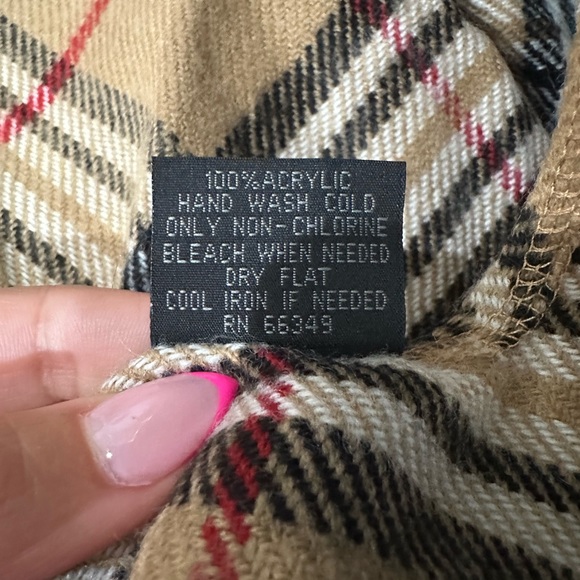 100%ACRYLIC
HAND WASH COLD
ONLY NON-CHLORINE
BLEACH WHEN NEEDED
DRY FLAT
COOL IRON IF NEEDED
RN 66349